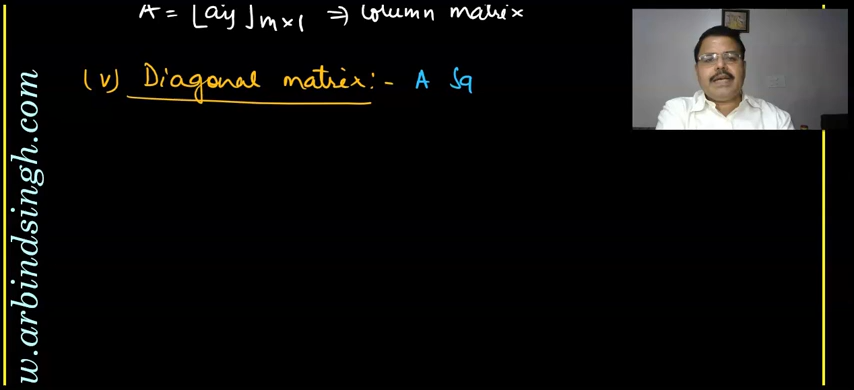 A = [aij]m×1 ⇒ Column matrix
(v) Diagonal matrix:- A Sq
w.arbindsingh.com